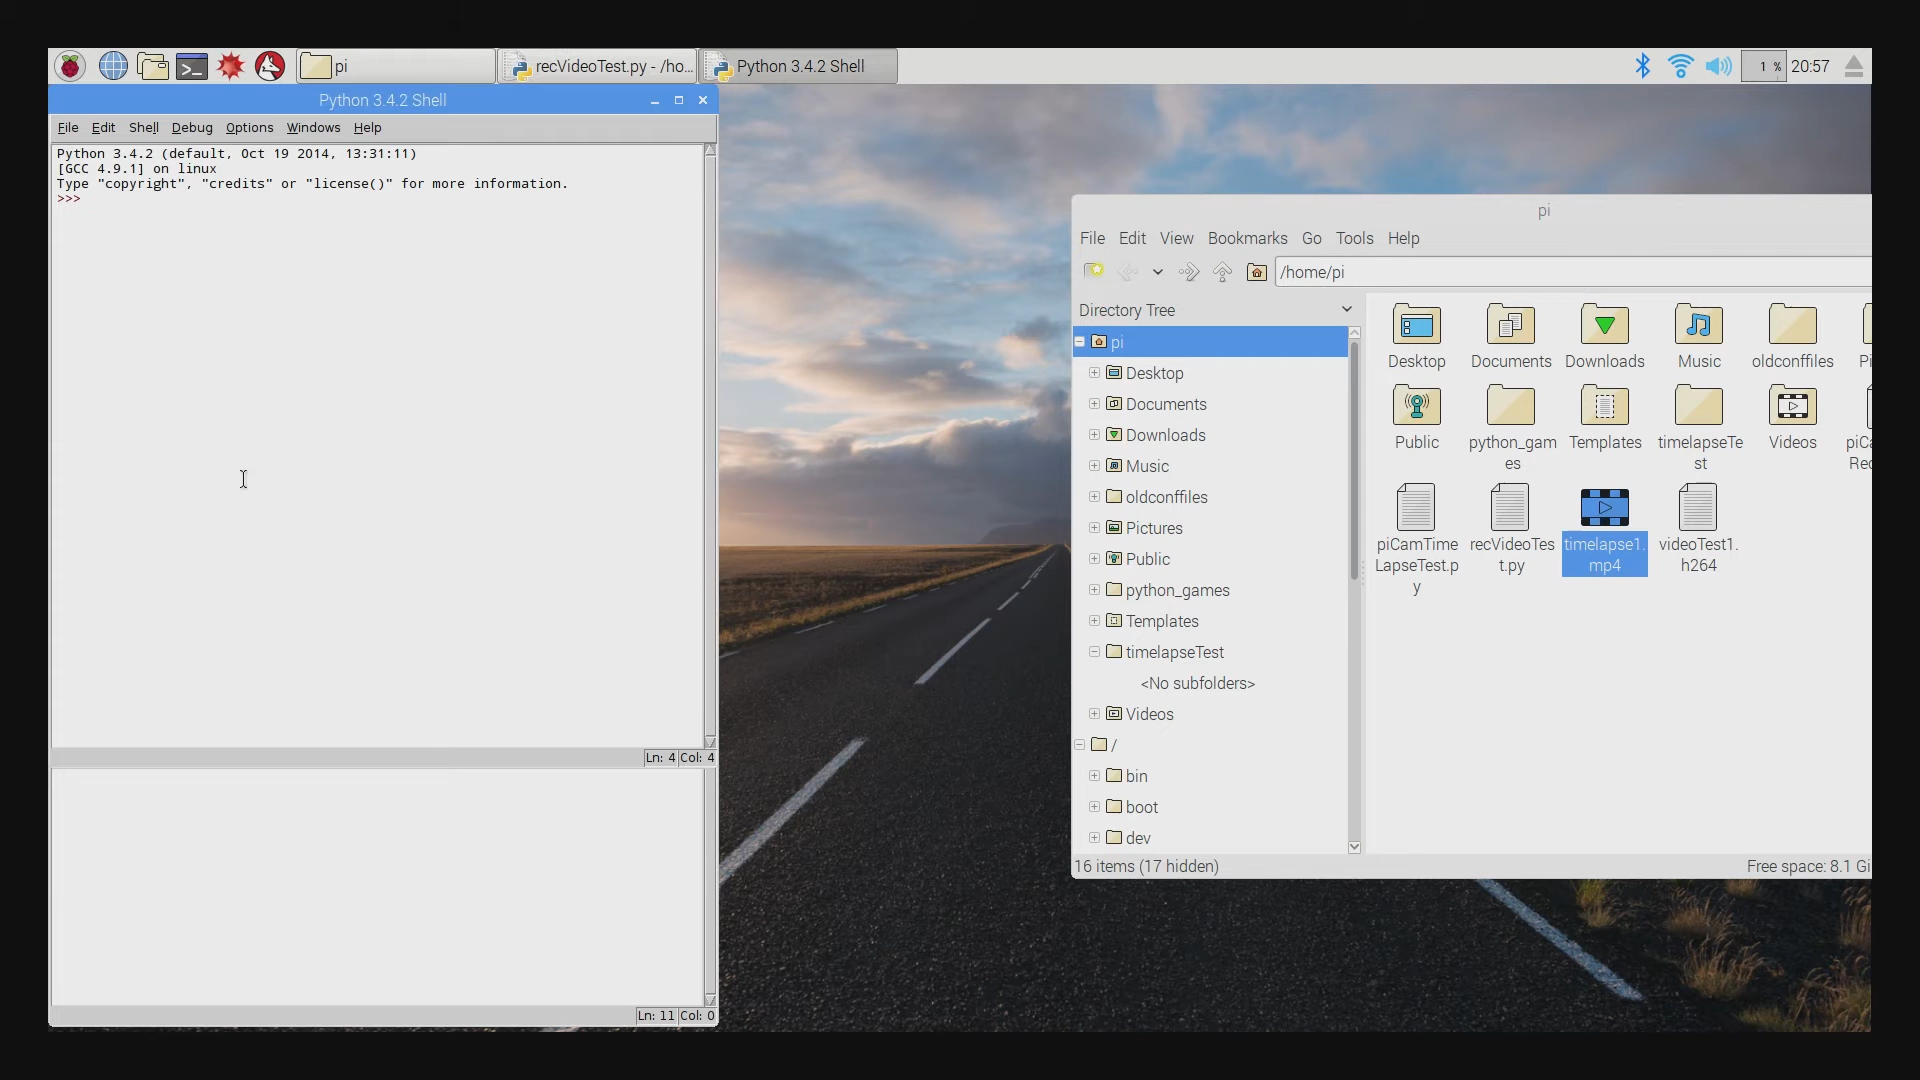 pi
recVideoTest.py - /ho...
Python 3.4.2 Shell
1 %
20:57
Python 3.4.2 Shell
File Edit Shell Debug Options Windows Help
Python 3.4.2 (default, Oct 19 2014, 13:31:11)
[GCC 4.9.1] on linux
Type "copyright", "credits" or "license()" for more information.
>>>
Ln: 4 Col: 4
Ln: 11 Col: 0
pi
File Edit View Bookmarks Go Tools Help
/home/pi
Directory Tree
pi
Desktop
Documents
Downloads
Music
oldconffiles
Pictures
Public
python_games
Templates
timelapseTest
<No subfolders>
Videos
/
bin
boot
dev
Desktop
Documents
Downloads
Music
oldconffiles
Public
python_gam
es
Templates
timelapseTe
st
Videos
piCamTime
LapseTest.p
y
recVideoTes
t.py
timelapse1.
mp4
videoTest1.
h264
16 items (17 hidden)
Free space: 8.1 Gi